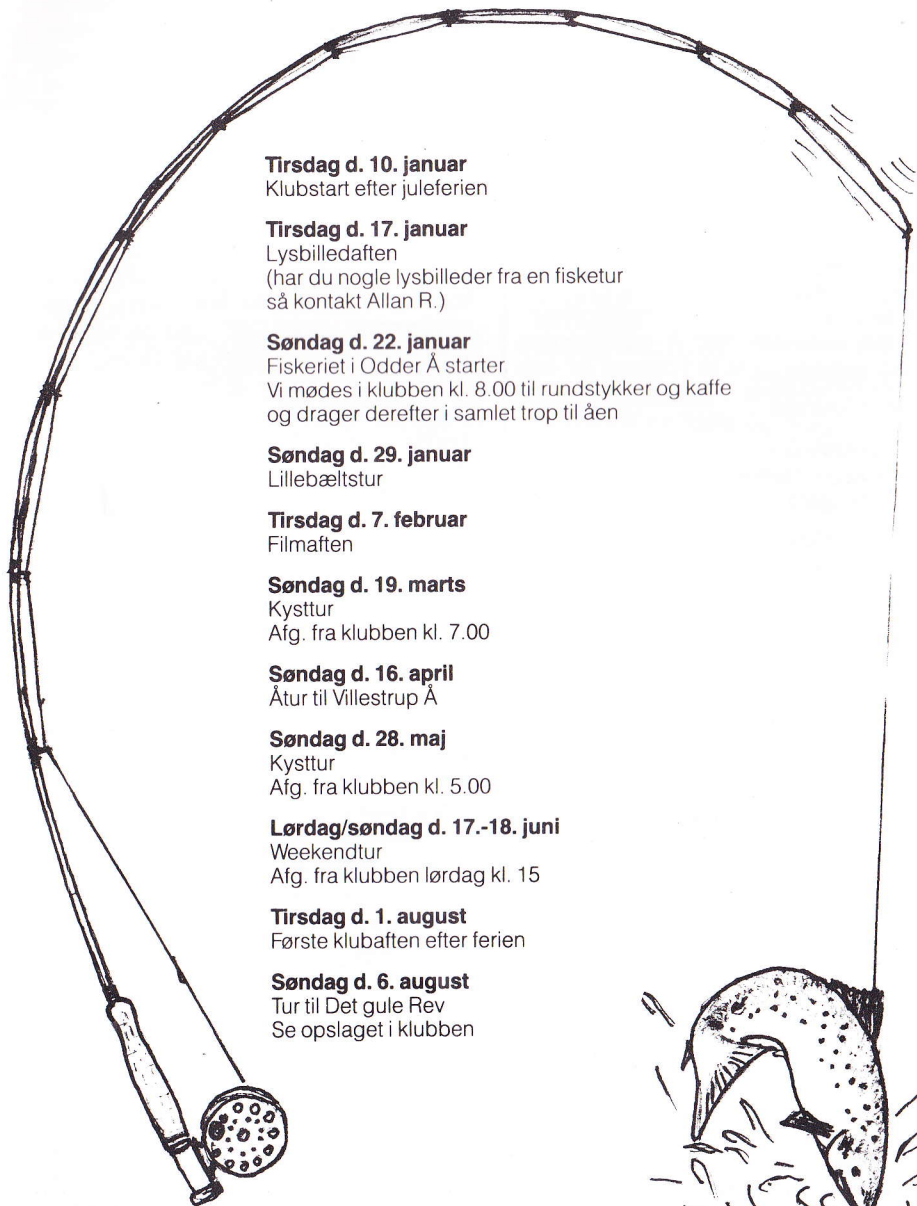 Tirsdag d. 10. januar
Klubstart efter juleferien
Tirsdag d. 17. januar
Lysbilledaften
(har du nogle lysbilleder fra en fisketur
så kontakt Allan R.)
Søndag d. 22. januar
Fiskeriet i Odder Å starter
Vi mødes i klubben kl. 8.00 til rundstykker og kaffe
og drager derefter i samlet trop til åen
Søndag d. 29. januar
Lillebæltstur
Tirsdag d. 7. februar
Filmaften
Søndag d. 19. marts
Kysttur
Afg. fra klubben kl. 7.00
Søndag d. 16. april
Åtur til Villestrup Å
Søndag d. 28. maj
Kysttur
Afg. fra klubben kl. 5.00
Lørdag/søndag d. 17.-18. juni
Weekendtur
Afg. fra klubben lørdag kl. 15
Tirsdag d. 1. august
Første klubaften efter ferien
Søndag d. 6. august
Tur til Det gule Rev
Se opslaget i klubben